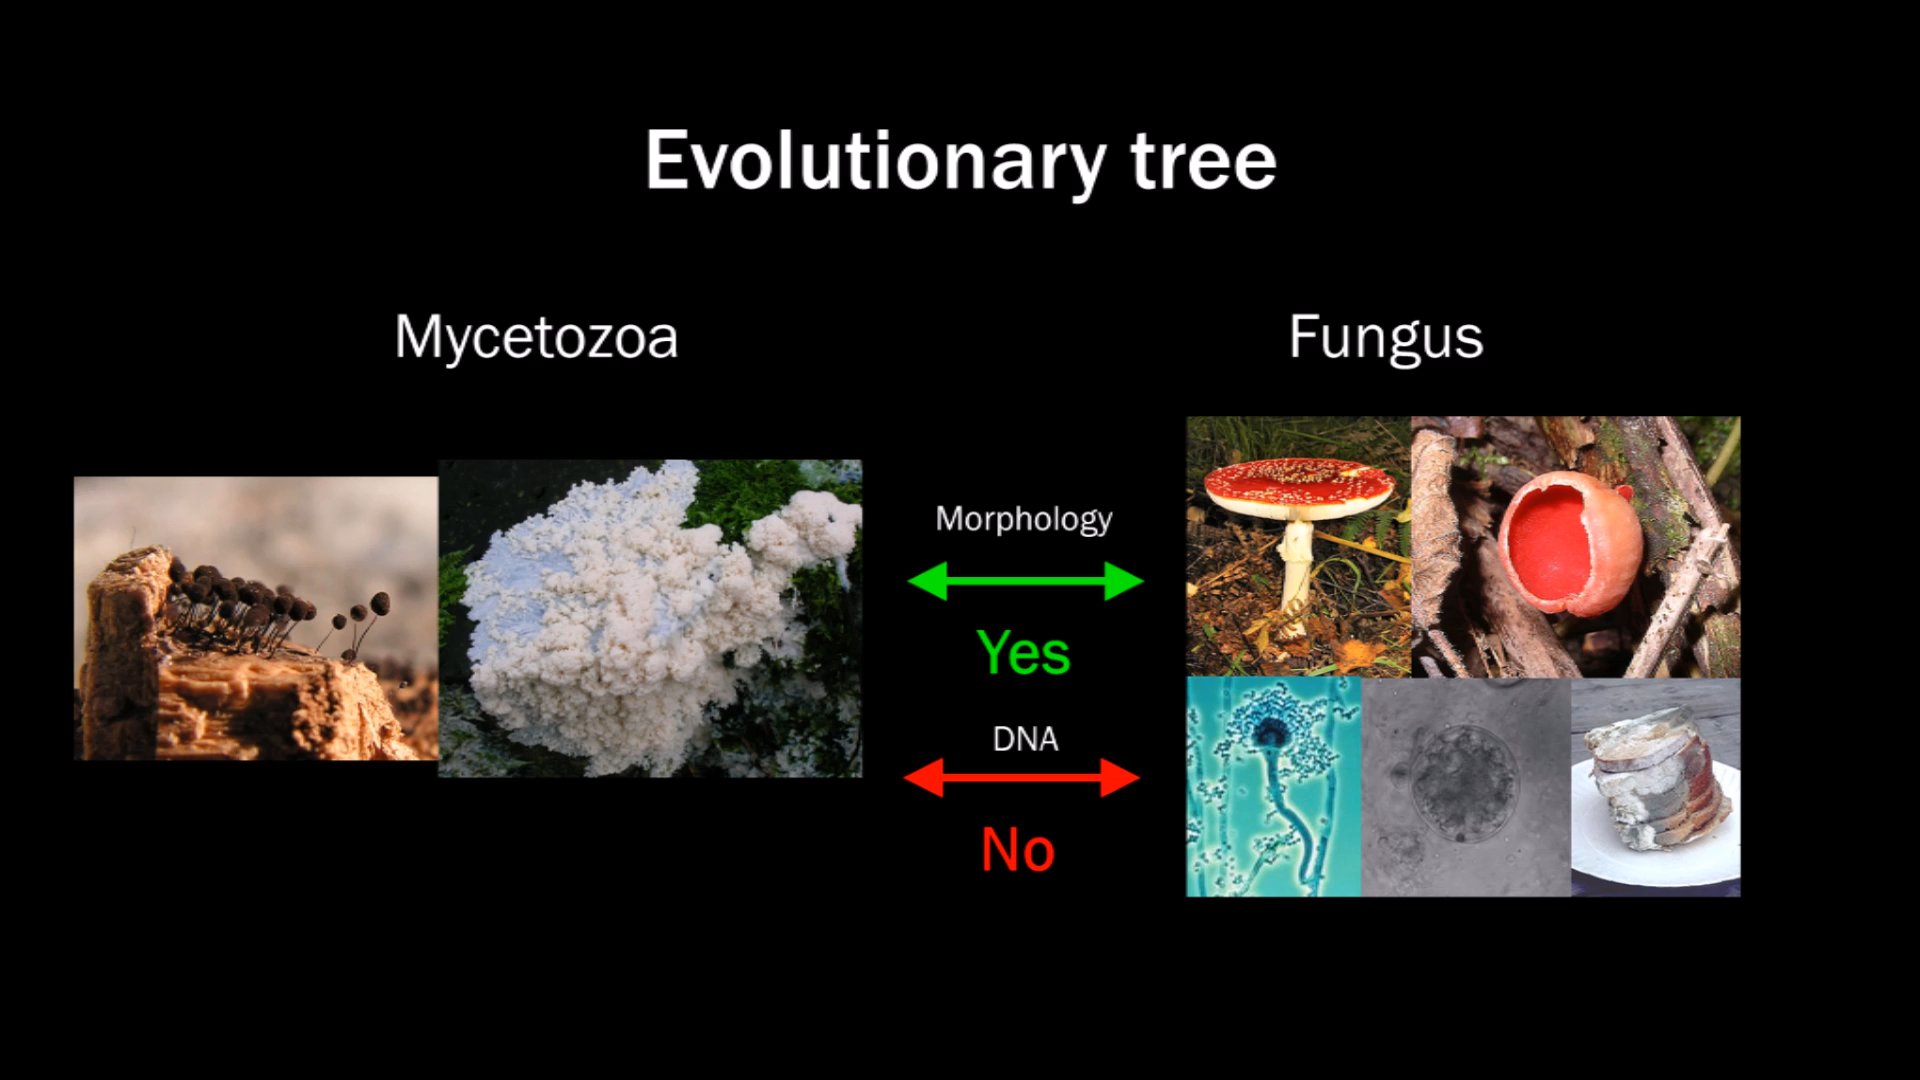 Evolutionary tree
Mycetozoa
Fungus
Morphology
Yes
DNA
No